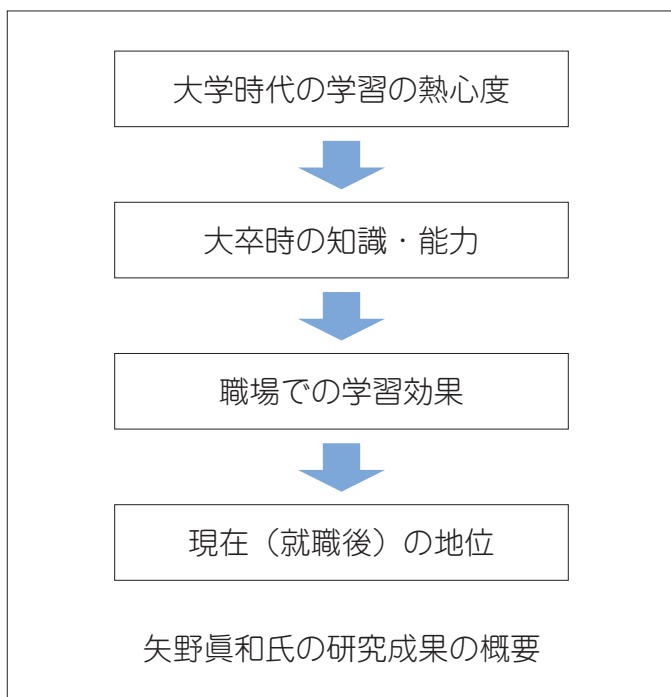 大学時代の学習の熱心度
大卒時の知識・能力
職場での学習効果
現在（就職後）の地位
矢野眞和氏の研究成果の概要